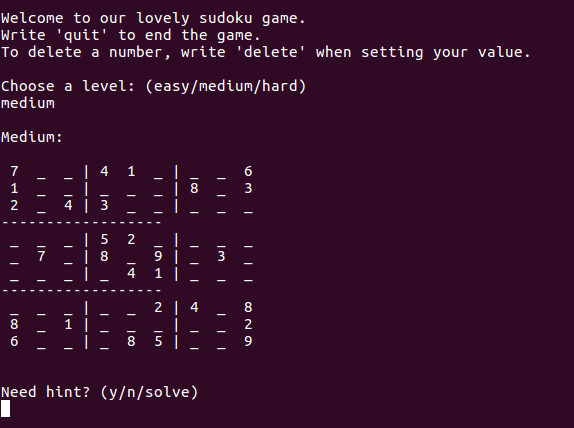 Welcome to our lovely sudoku game.
Write 'quit' to end the game.
To delete a number, write 'delete' when setting your value.
Choose a level: (easy/medium/hard)
medium
Medium:
7 _ _ | 4 1 _ | _ _ 6
1 _ _ | _ _ _ | 8 _ 3
2 _ 4 | 3 _ _ | _ _ _
------------------
_ _ _ | 5 2 _ | _ _ _
_ 7 _ | 8 _ 9 | _ 3 _
_ _ _ | _ 4 1 | _ _ _
------------------
_ _ _ | _ _ 2 | 4 _ 8
8 _ 1 | _ _ _ | _ _ 2
6 _ _ | _ 8 5 | _ _ 9
Need hint? (y/n/solve)